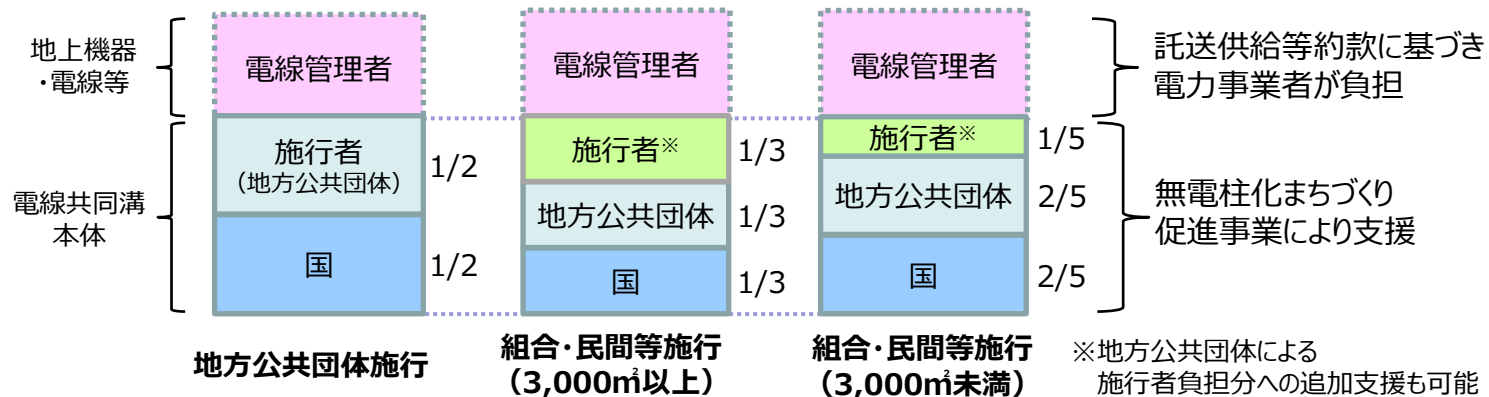 地上機器
・電線等
電線管理者
電線管理者
電線管理者
託送供給等約款に基づき
電力事業者が負担
電線共同溝
本体
施行者
（地方公共団体）
1/2
国
1/2
施行者※
1/3
地方公共団体
1/3
国
1/3
施行者※
1/5
地方公共団体
2/5
国
2/5
無電柱化まちづくり
促進事業により支援
地方公共団体施行
組合・民間等施行
（3,000㎡以上）
組合・民間等施行
（3,000㎡未満）
※地方公共団体による
施行者負担分への追加支援も可能